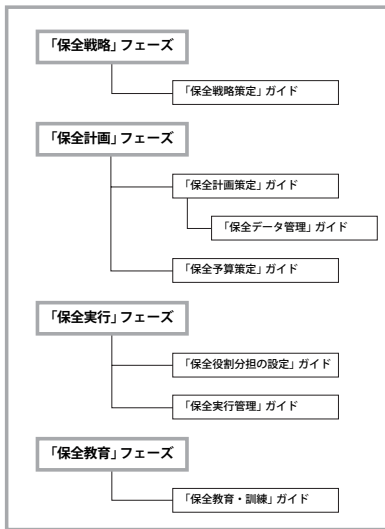 「保全戦略」フェーズ
「保全戦略策定」ガイド
「保全計画」フェーズ
「保全計画策定」ガイド
「保全データ管理」ガイド
「保全予算策定」ガイド
「保全実行」フェーズ
「保全役割分担の設定」ガイド
「保全実行管理」ガイド
「保全教育」フェーズ
「保全教育・訓練」ガイド